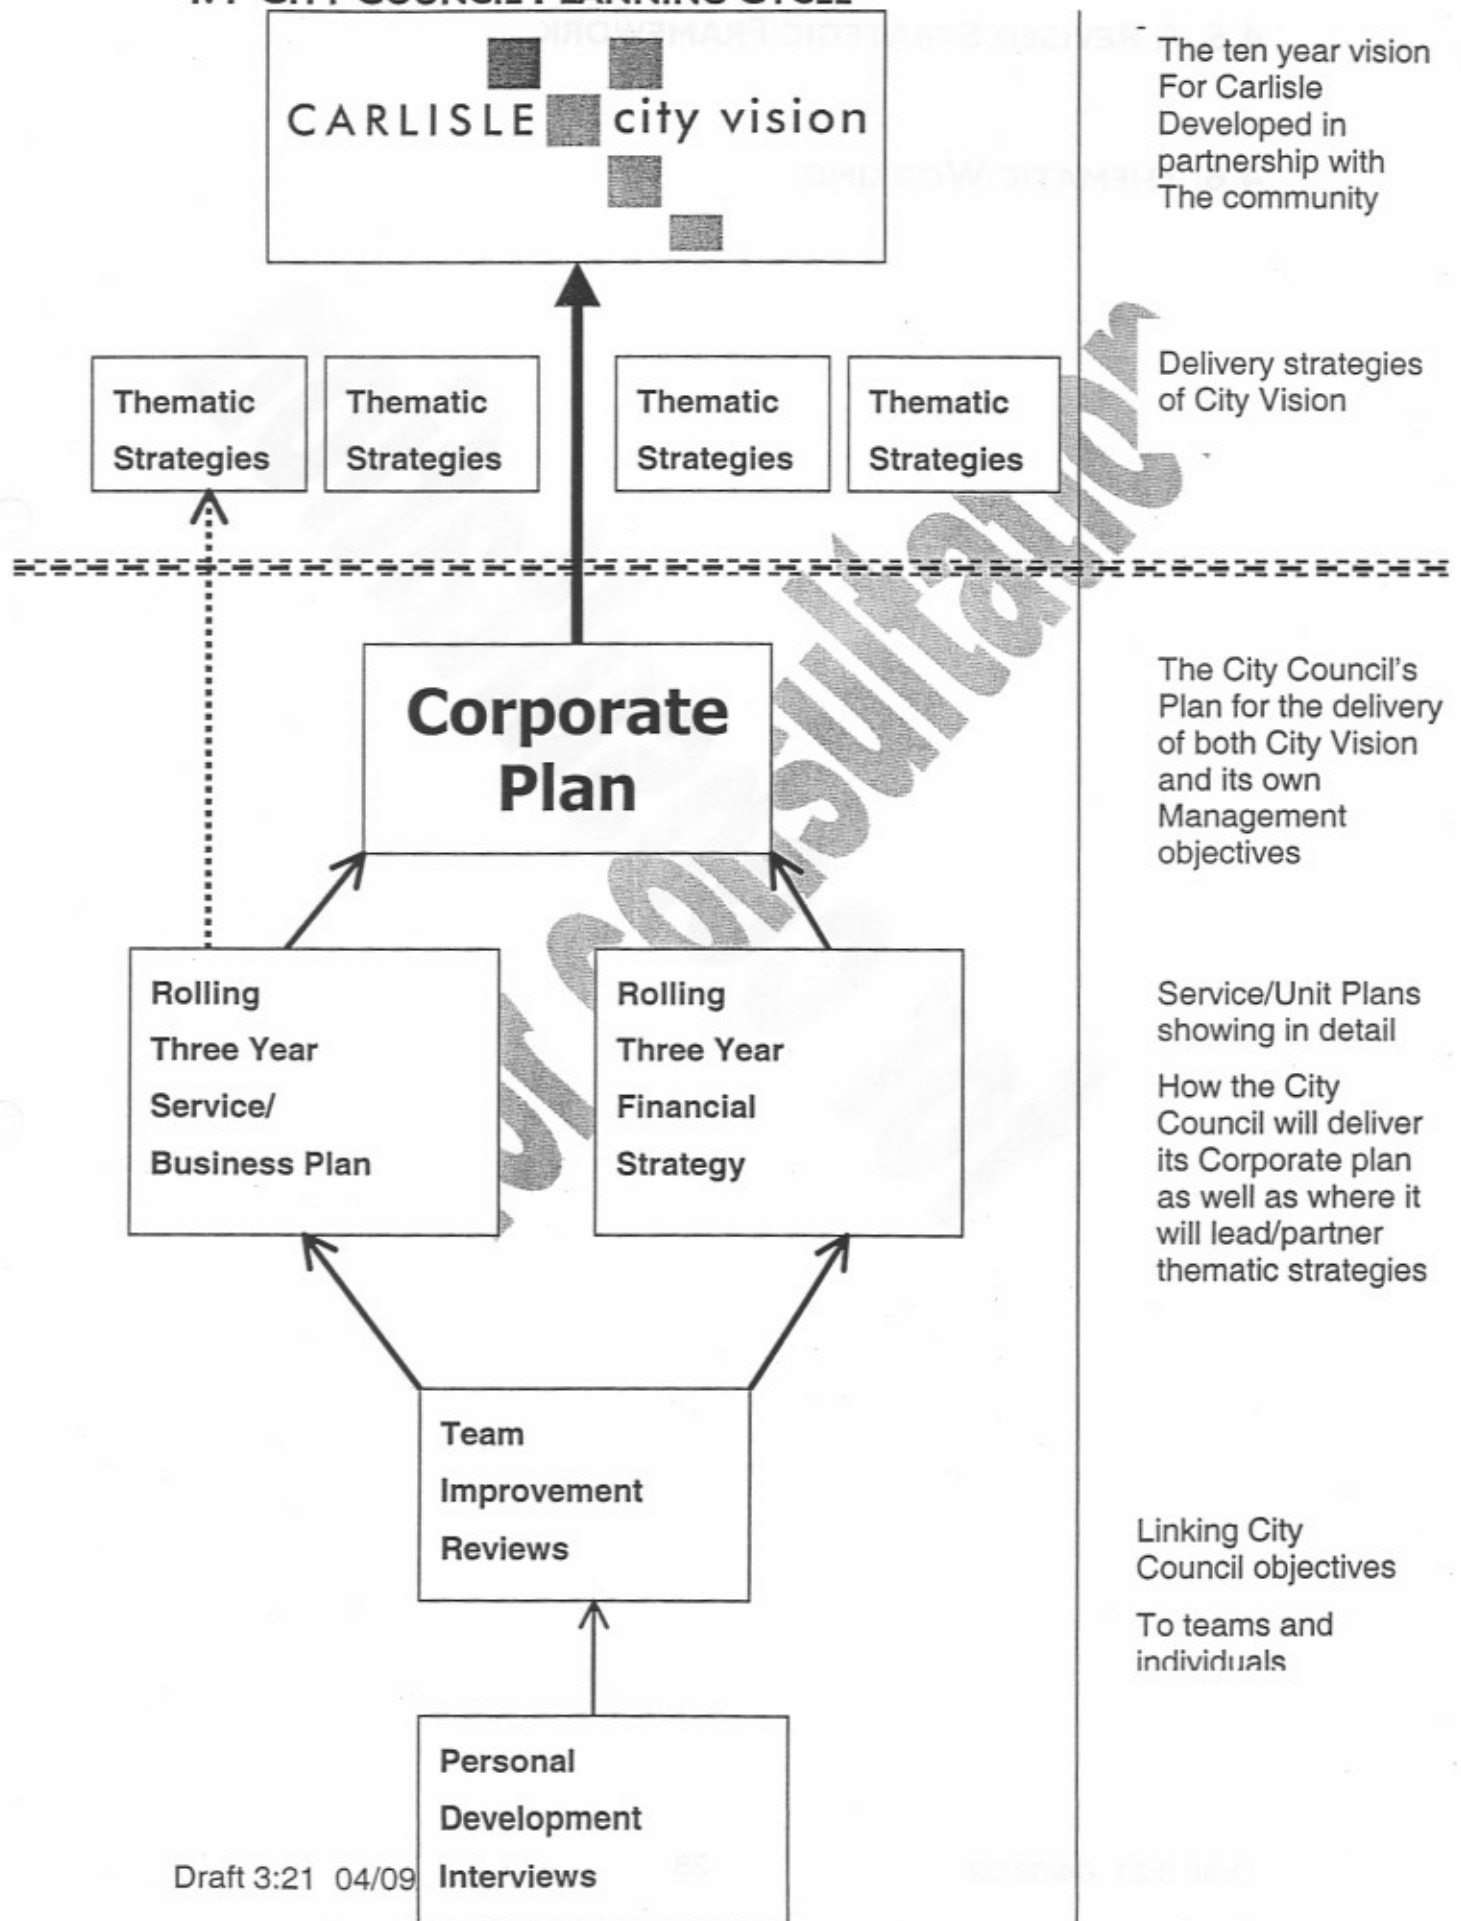 CITY COUNCIL PLANNING CYCLE
CARLISLE city vision
The ten year vision
For Carlisle
Developed in
partnership with
The community
Thematic
Strategies
Thematic
Strategies
Thematic
Strategies
Thematic
Strategies
Delivery strategies
of City Vision
Corporate
Plan
The City Council's
Plan for the delivery
of both City Vision
and its own
Management
objectives
Rolling
Three Year
Service/
Business Plan
Rolling
Three Year
Financial
Strategy
Service/Unit Plans
showing in detail
How the City
Council will deliver
its Corporate plan
as well as where it
will lead/partner
thematic strategies
Team
Improvement
Reviews
Linking City
Council objectives
To teams and
individuals
Personal
Development
Interviews
Draft 3:21 04/09
consultation